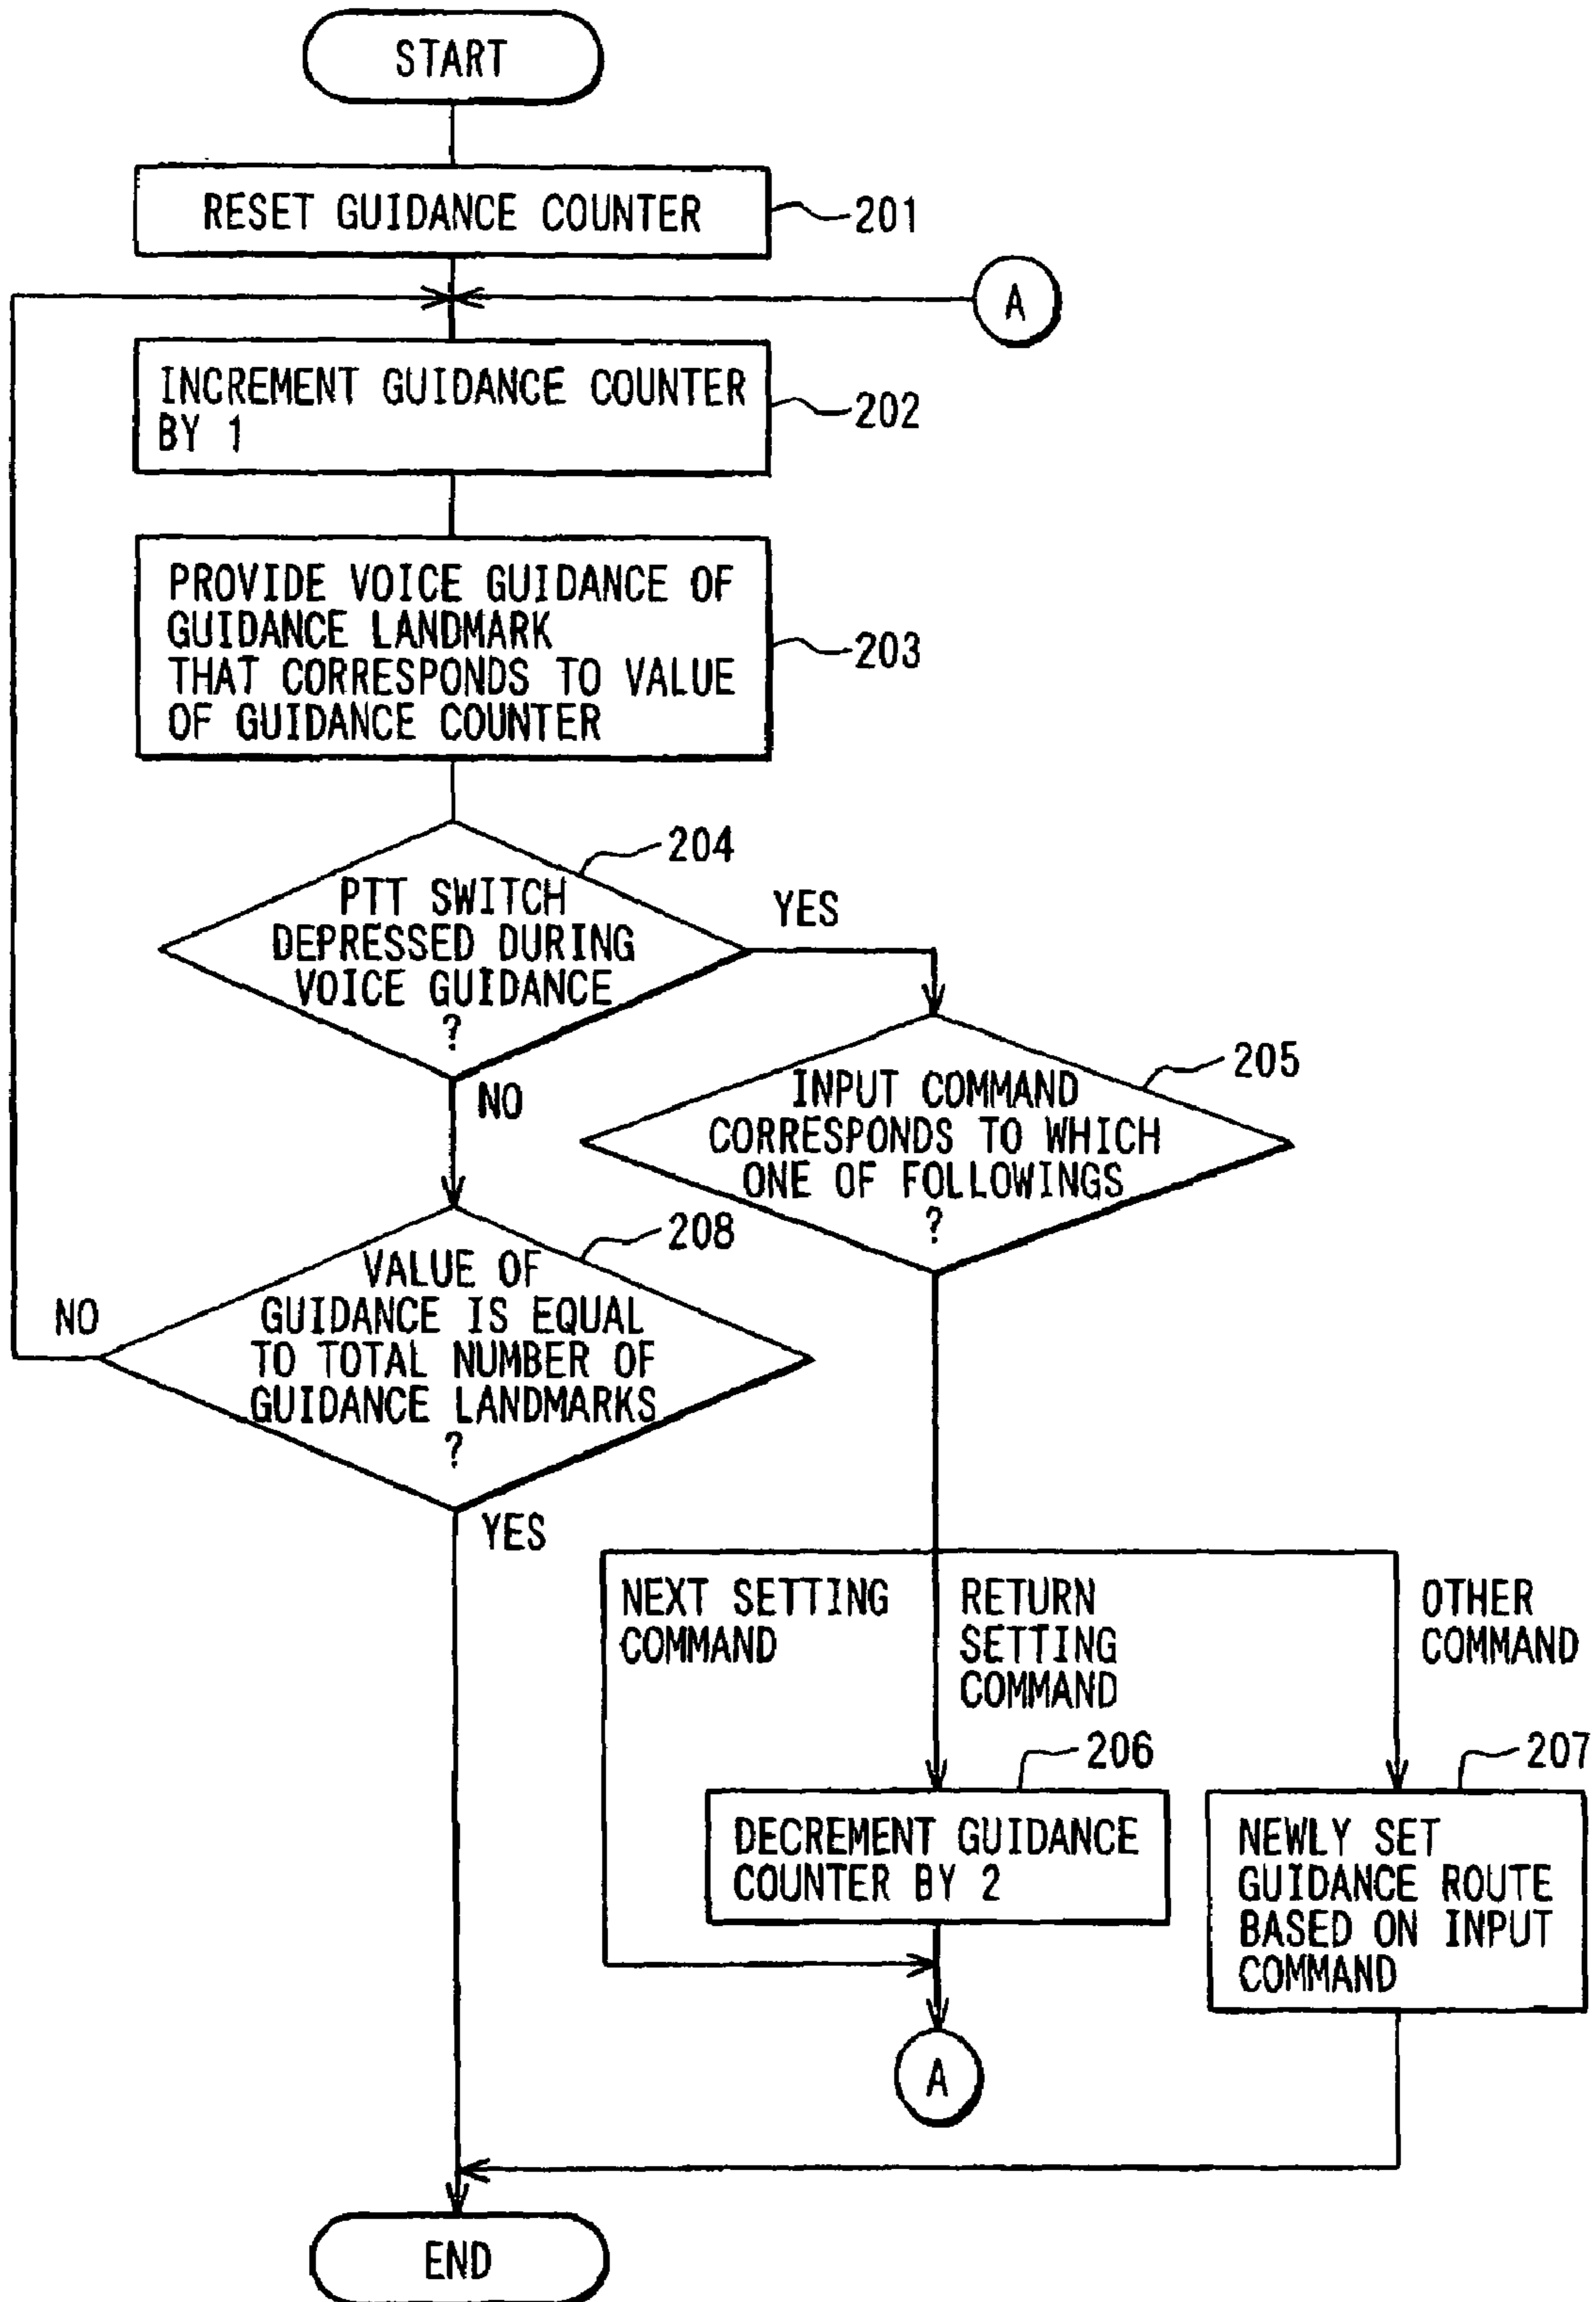 START
RESET GUIDANCE COUNTER
201
A
INCREMENT GUIDANCE COUNTER
BY 1
202
PROVIDE VOICE GUIDANCE OF
GUIDANCE LANDMARK
THAT CORRESPONDS TO VALUE
OF GUIDANCE COUNTER
203
204
PTT SWITCH
DEPRESSED DURING
VOICE GUIDANCE
?
YES
NO
205
INPUT COMMAND
CORRESPONDS TO WHICH
ONE OF FOLLOWINGS
?
208
VALUE OF
GUIDANCE IS EQUAL
TO TOTAL NUMBER OF
GUIDANCE LANDMARKS
?
NO
YES
NEXT SETTING
COMMAND
RETURN
SETTING
COMMAND
OTHER
COMMAND
206
DECREMENT GUIDANCE
COUNTER BY 2
207
NEWLY SET
GUIDANCE ROUTE
BASED ON INPUT
COMMAND
A
END